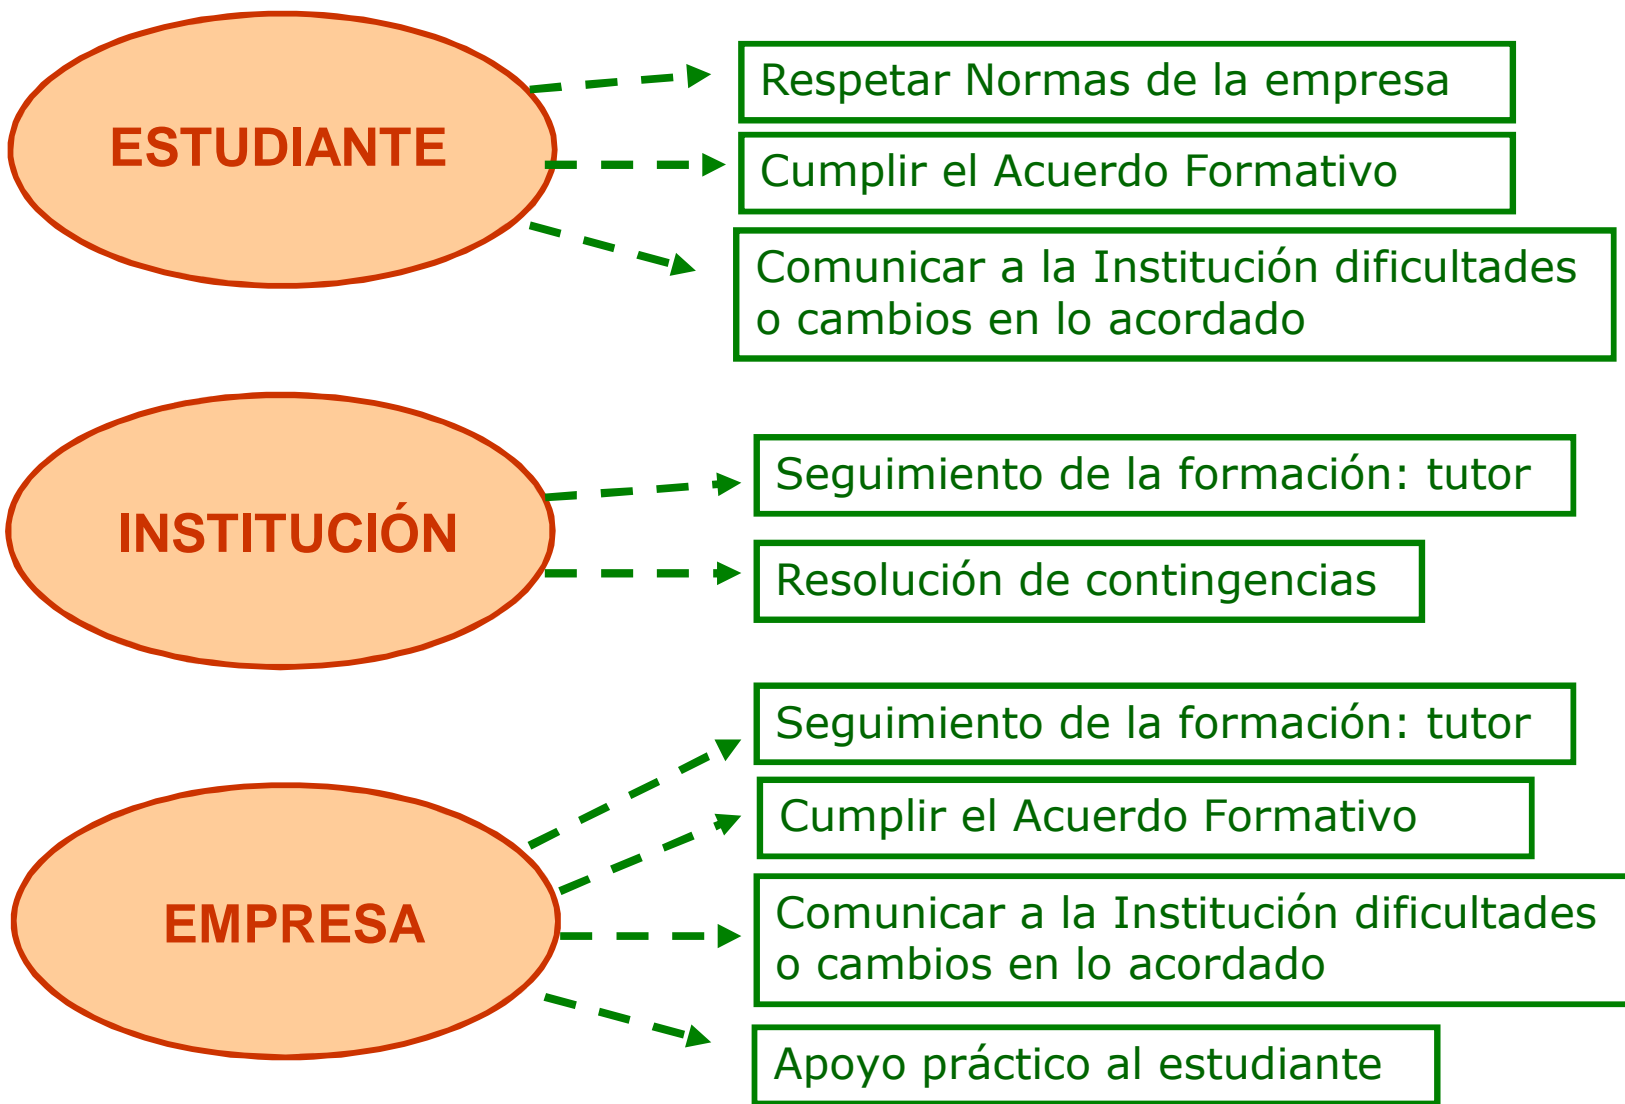 ESTUDIANTE
Respetar Normas de la empresa
Cumplir el Acuerdo Formativo
Comunicar a la Institución dificultades
o cambios en lo acordado
INSTITUCIÓN
Seguimiento de la formación: tutor
Resolución de contingencias
EMPRESA
Seguimiento de la formación: tutor
Cumplir el Acuerdo Formativo
Comunicar a la Institución dificultades
o cambios en lo acordado
Apoyo práctico al estudiante